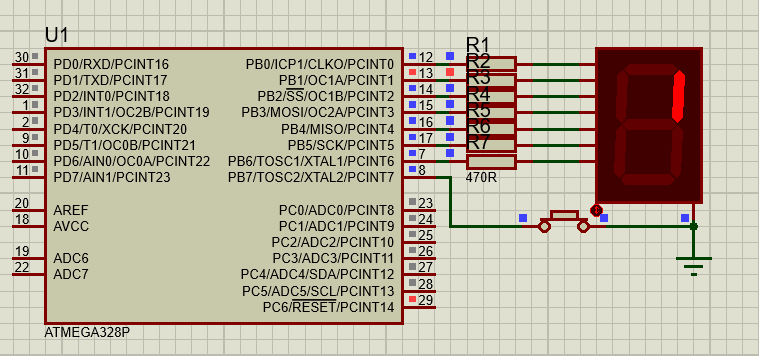 U1
30 PD0/RXD/PCINT16 PB0/ICP1/CLKO/PCINT0 12
31 PD1/TXD/PCINT17 PB1/OC1A/PCINT1 13
32 PD2/INT0/PCINT18 PB2/SS/OC1B/PCINT2 14
1 PD3/INT1/OC2B/PCINT19 PB3/MOSI/OC2A/PCINT3 15
2 PD4/T0/XCK/PCINT20 PB4/MISO/PCINT4 16
9 PD5/T1/OC0B/PCINT21 PB5/SCK/PCINT5 17
10 PD6/AIN0/OC0A/PCINT22 PB6/TOSC1/XTAL1/PCINT6 7
11 PD7/AIN1/PCINT23 PB7/TOSC2/XTAL2/PCINT7 8
20 AREF PC0/ADC0/PCINT8 23
18 AVCC PC1/ADC1/PCINT9 24
PC2/ADC2/PCINT10 25
19 ADC6 PC3/ADC3/PCINT11 26
22 ADC7 PC4/ADC4/SDA/PCINT12 27
PC5/ADC5/SCL/PCINT13 28
PC6/RESET/PCINT14 29
ATMEGA328P
R1
R2
R3
R4
R5
R6
R7
470R
1